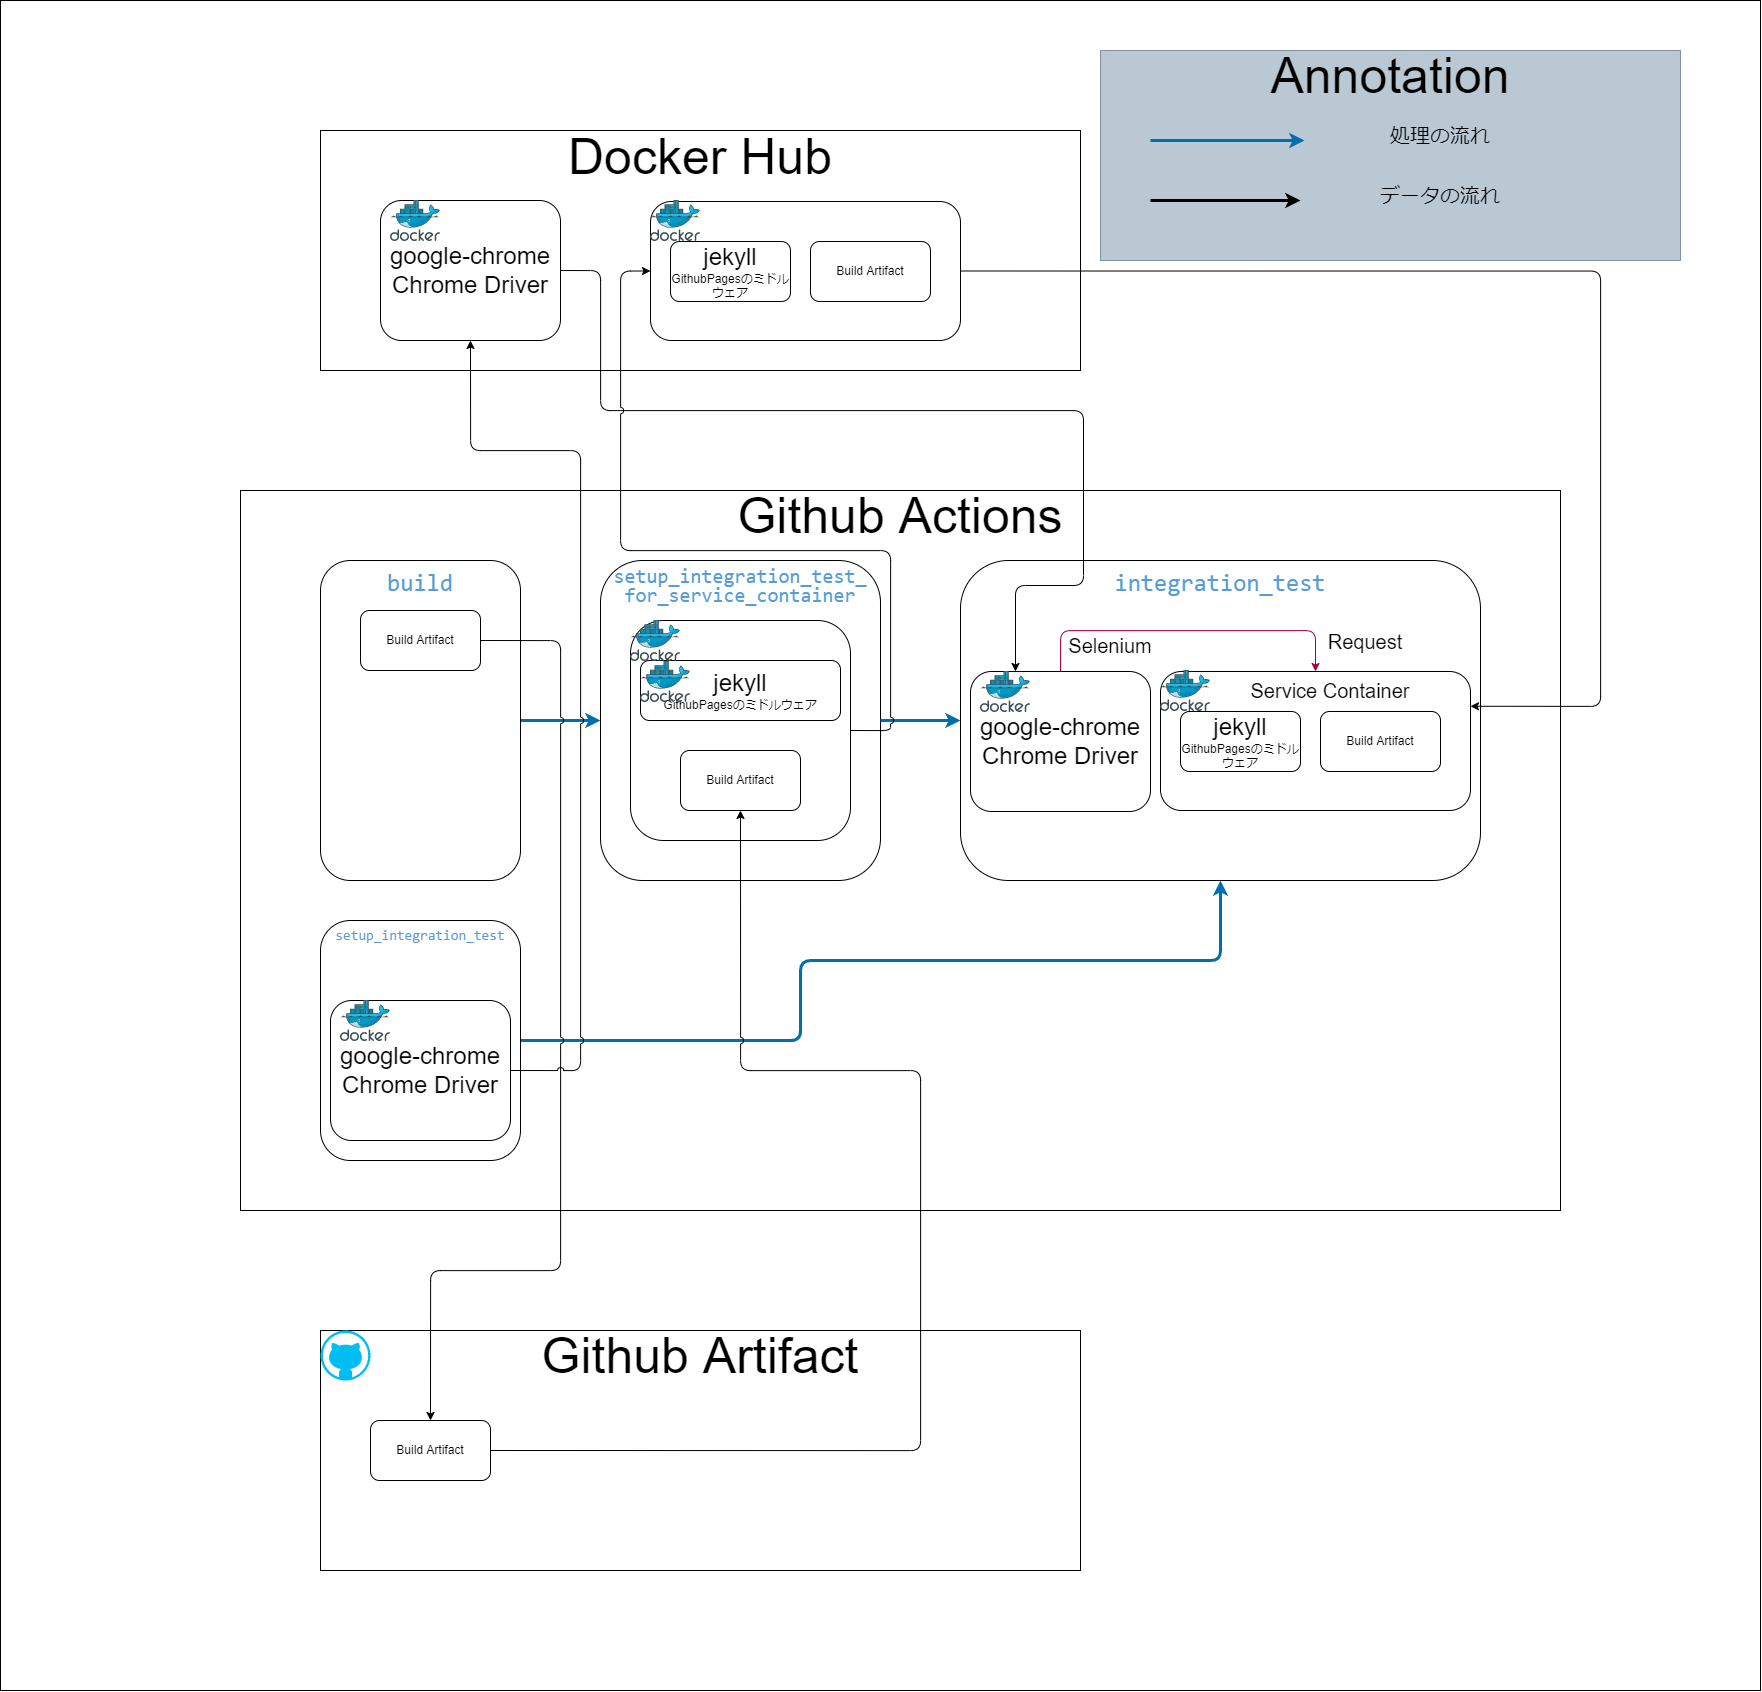 Annotation
処理の流れ
データの流れ
Docker Hub
docker
google-chrome
Chrome Driver
docker
jekyll
GithubPagesのミドル
ウェア
Build Artifact
Github Actions
build
Build Artifact
setup_integration_test_
for_service_container
docker
docker
jekyll
GithubPagesのミドルウェア
Build Artifact
integration_test
Selenium
Request
docker
google-chrome
Chrome Driver
docker
Service Container
jekyll
GithubPagesのミドル
ウェア
Build Artifact
setup_integration_test
docker
google-chrome
Chrome Driver
Github Artifact
Build Artifact